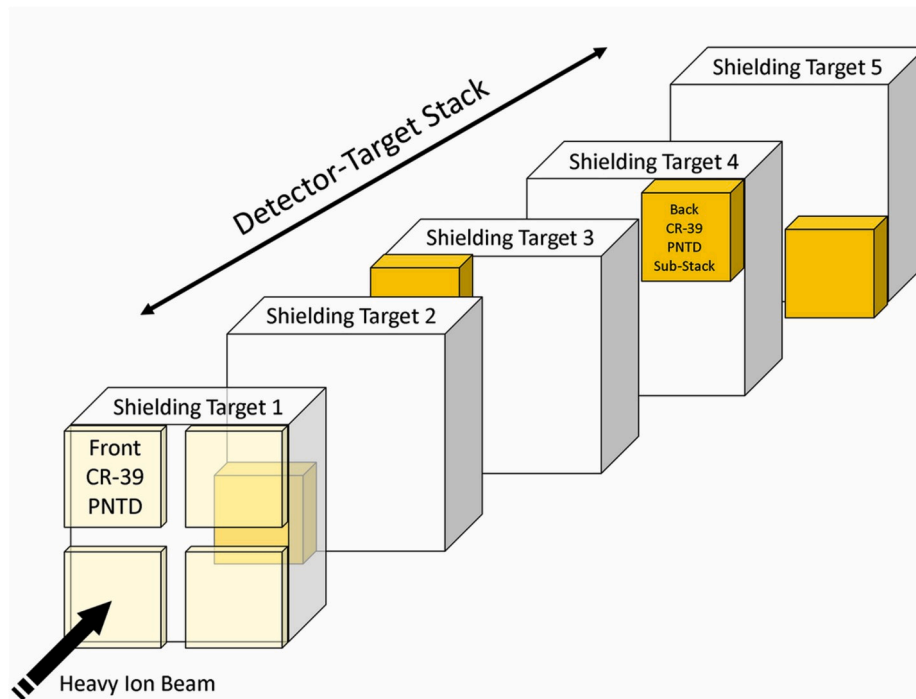 Shielding Target 5
Detector-Target Stack
Shielding Target 4
Back
CR-39
PNTD
Sub-Stack
Shielding Target 3
Shielding Target 2
Shielding Target 1
Front
CR-39
PNTD
Heavy Ion Beam